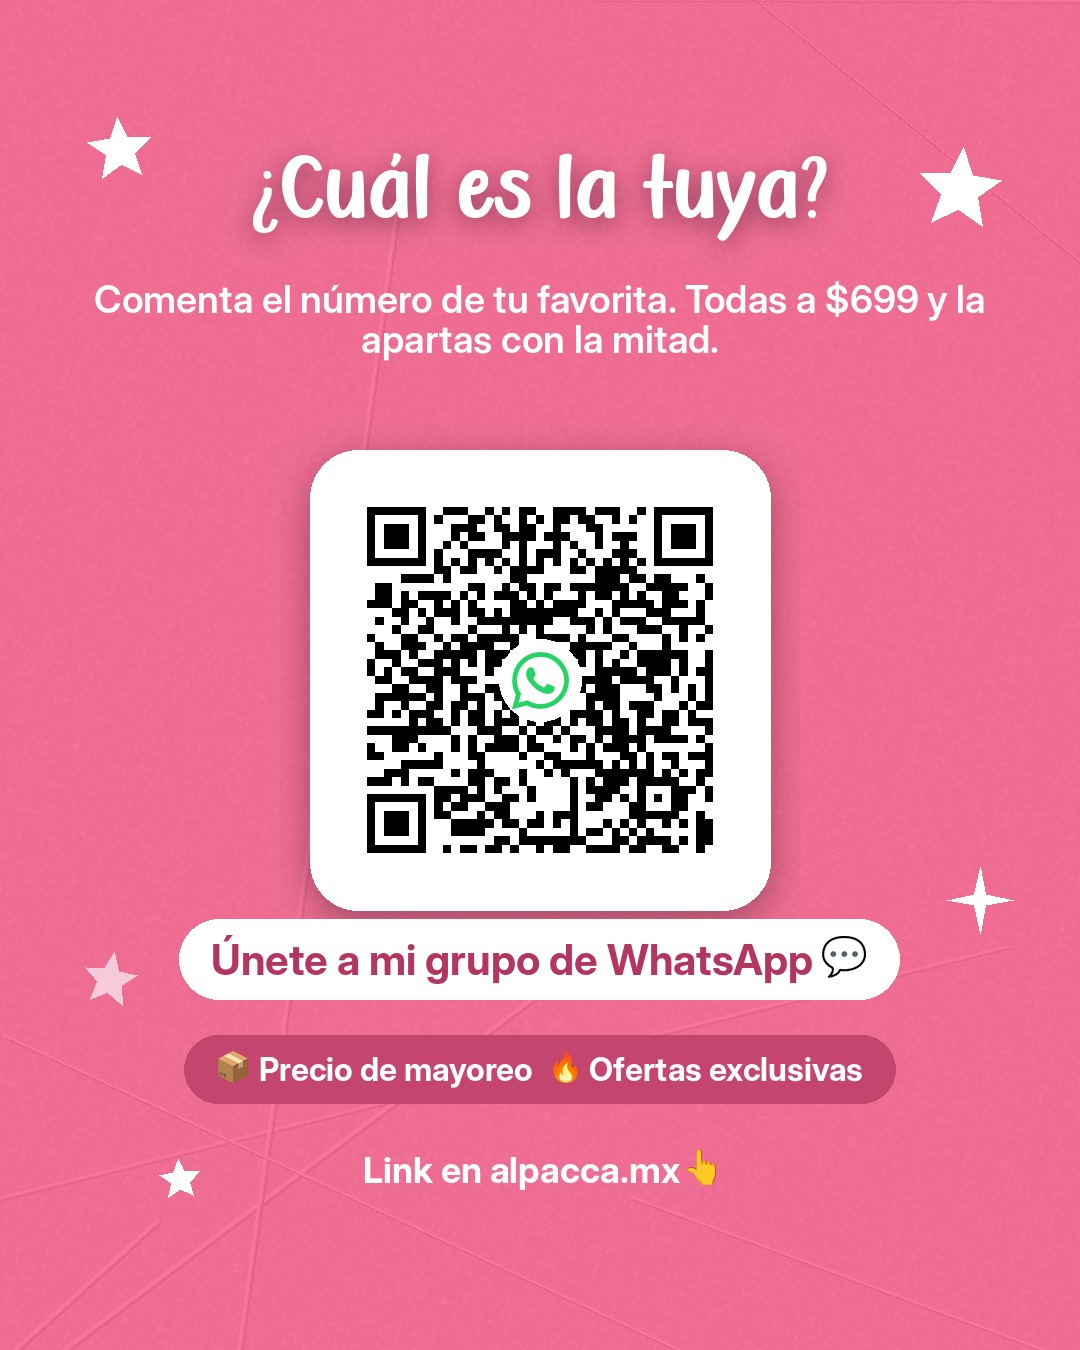 ¿Cuál es la tuya?
Comenta el número de tu favorita. Todas a $699 y la
apartas con la mitad.
Únete a mi grupo de WhatsApp 💬
📦 Precio de mayoreo 🔥 Ofertas exclusivas
Link en alpacca.mx👆